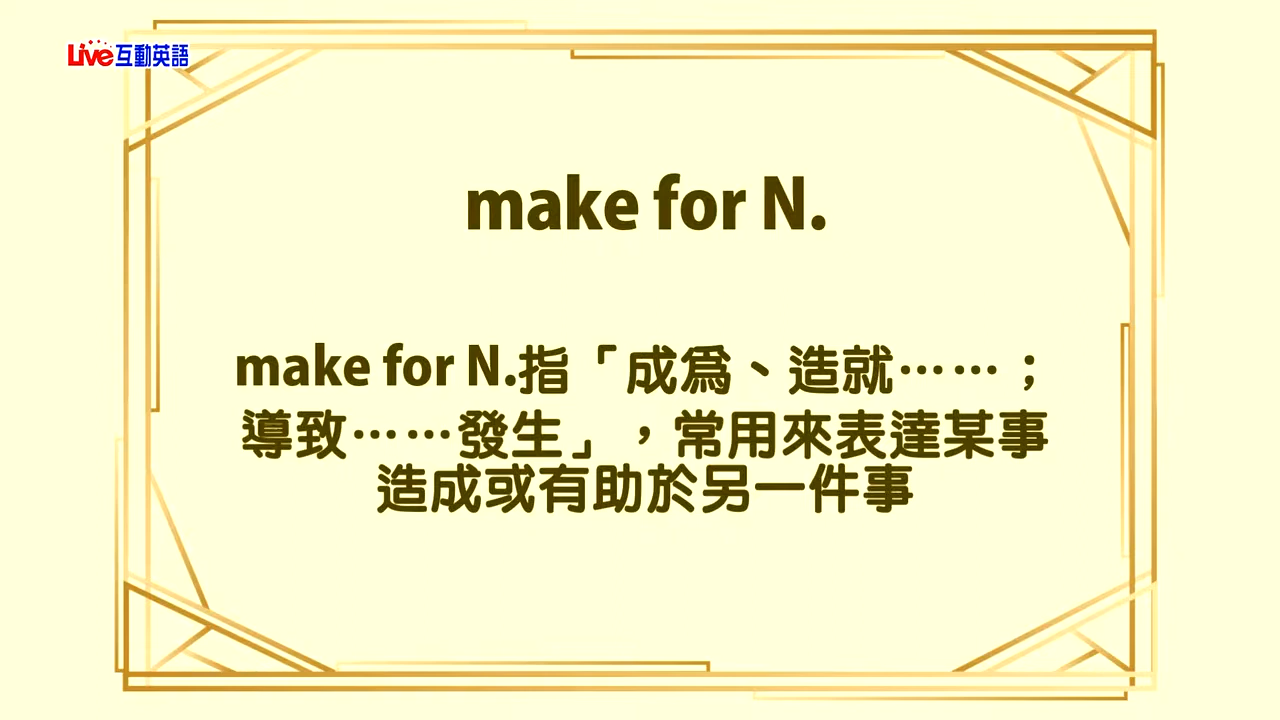 Live互動英語
make for N.
make for N.指「成為、造就⋯⋯；
導致⋯⋯發生」，常用來表達某事
造成或有助於另一件事